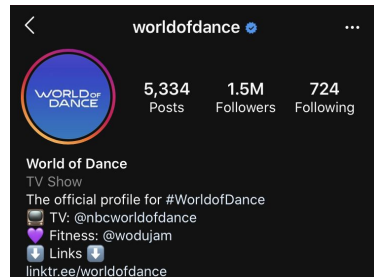 worldofdance
WORLD OF
DANCE
5,334 1.5M 724
Posts Followers Following
World of Dance
TV Show
The official profile for #WorldofDance
📺 TV: @nbcworldofdance
💜 Fitness: @wodujam
⬇️ Links ⬇️
linktr.ee/worldofdance